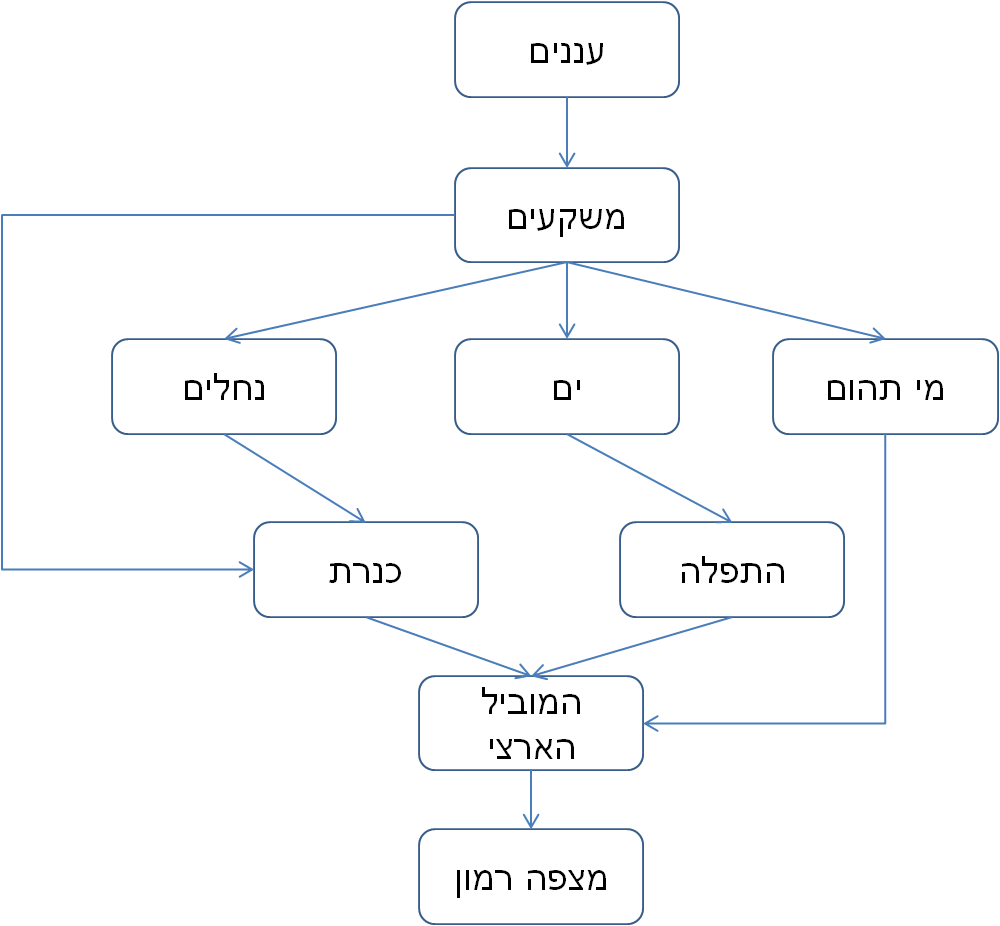 עננים
משקעים
מי תהום
ים
נחלים
התפלה
כנרת
המוביל
הארצי
מצפה רמון